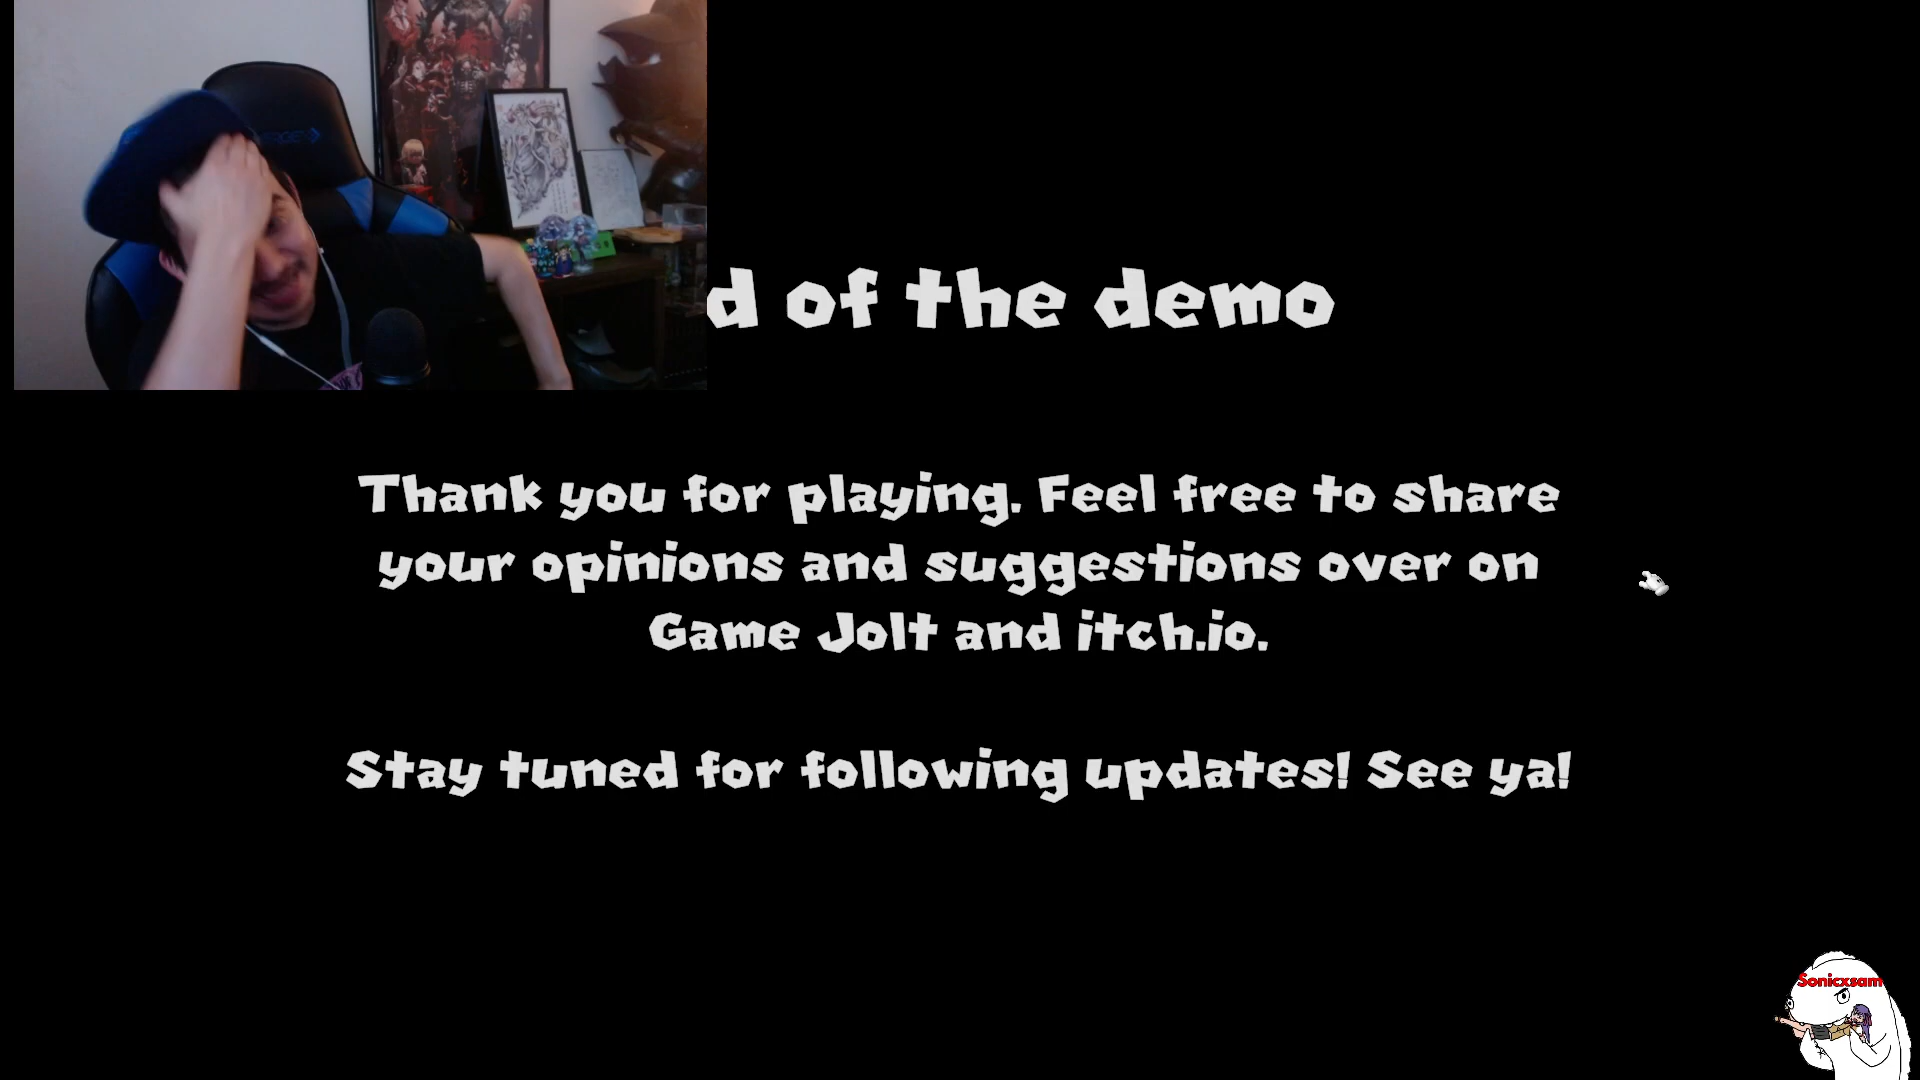 d of the demo
Thank you for playing. Feel free to share
your opinions and suggestions over on
Game Jolt and itch.io.
Stay tuned for following updates! See ya!
Sonicxsam